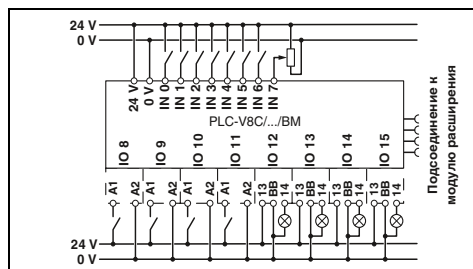 24 V
0 V
24 V
0 V
IN 0
IN 1
IN 2
IN 3
IN 4
IN 5
IN 6
IN 7
PLC-V8C/.../BM
IO 8
IO 9
IO 10
IO 11
IO 12
IO 13
IO 14
IO 15
Подсоединение к
модулю расширения
A1
A2
A1
A2
A1
A2
A1
A2
13
BB
14
13
BB
14
13
BB
14
13
BB
14
24 V
0 V